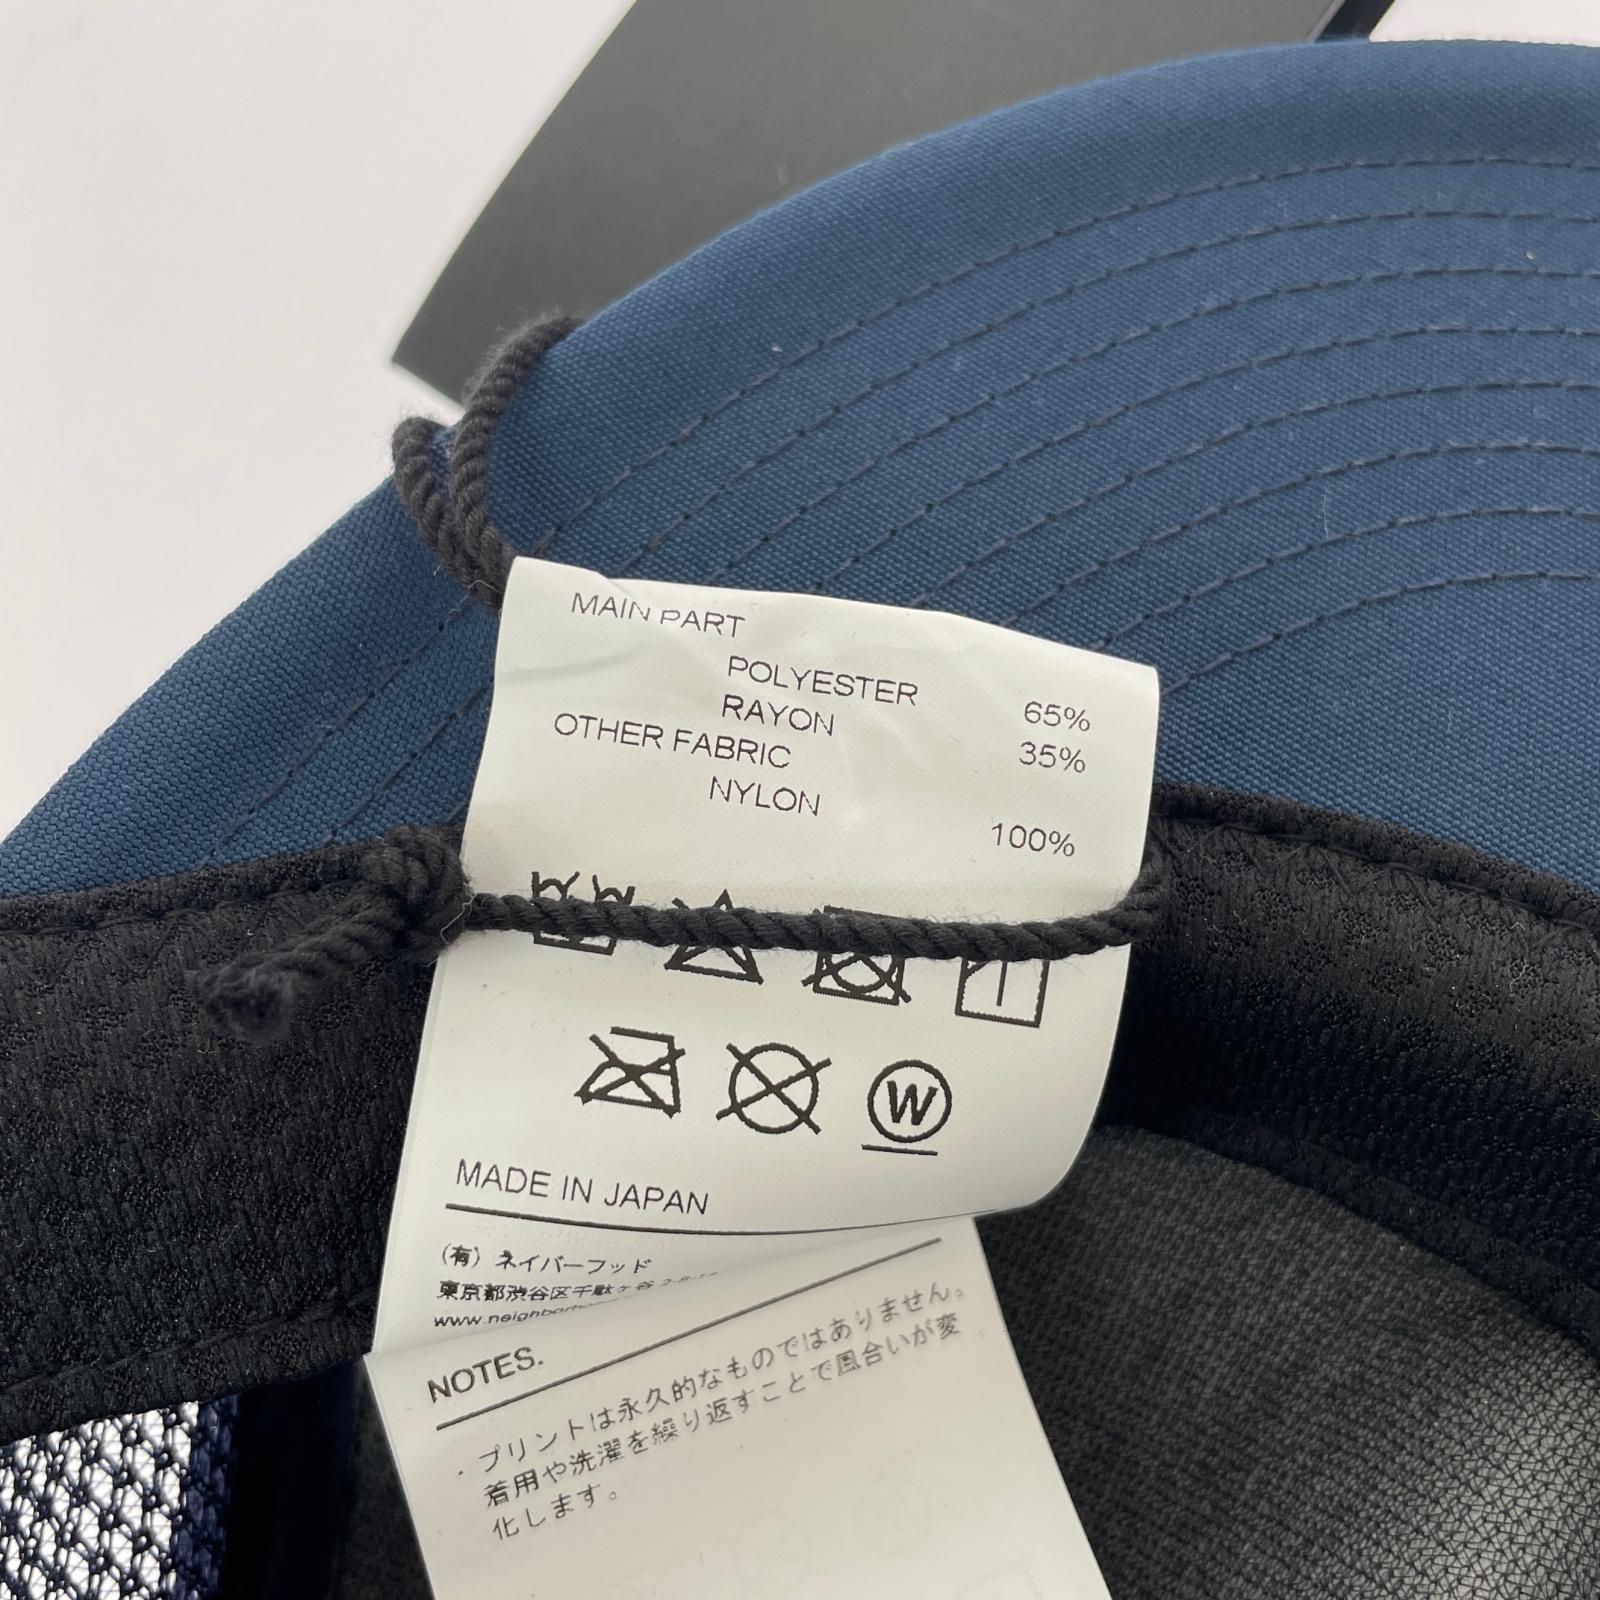 MAIN PART
POLYESTER 65%
RAYON 35%
OTHER FABRIC
NYLON 100%
W
MADE IN JAPAN
(有) ネイバーフッド
東京都渋谷区千駄ヶ谷
NOTES.
・プリントは永久的なものではありません。
着用や洗濯を繰り返すことで風合いが変
化します。